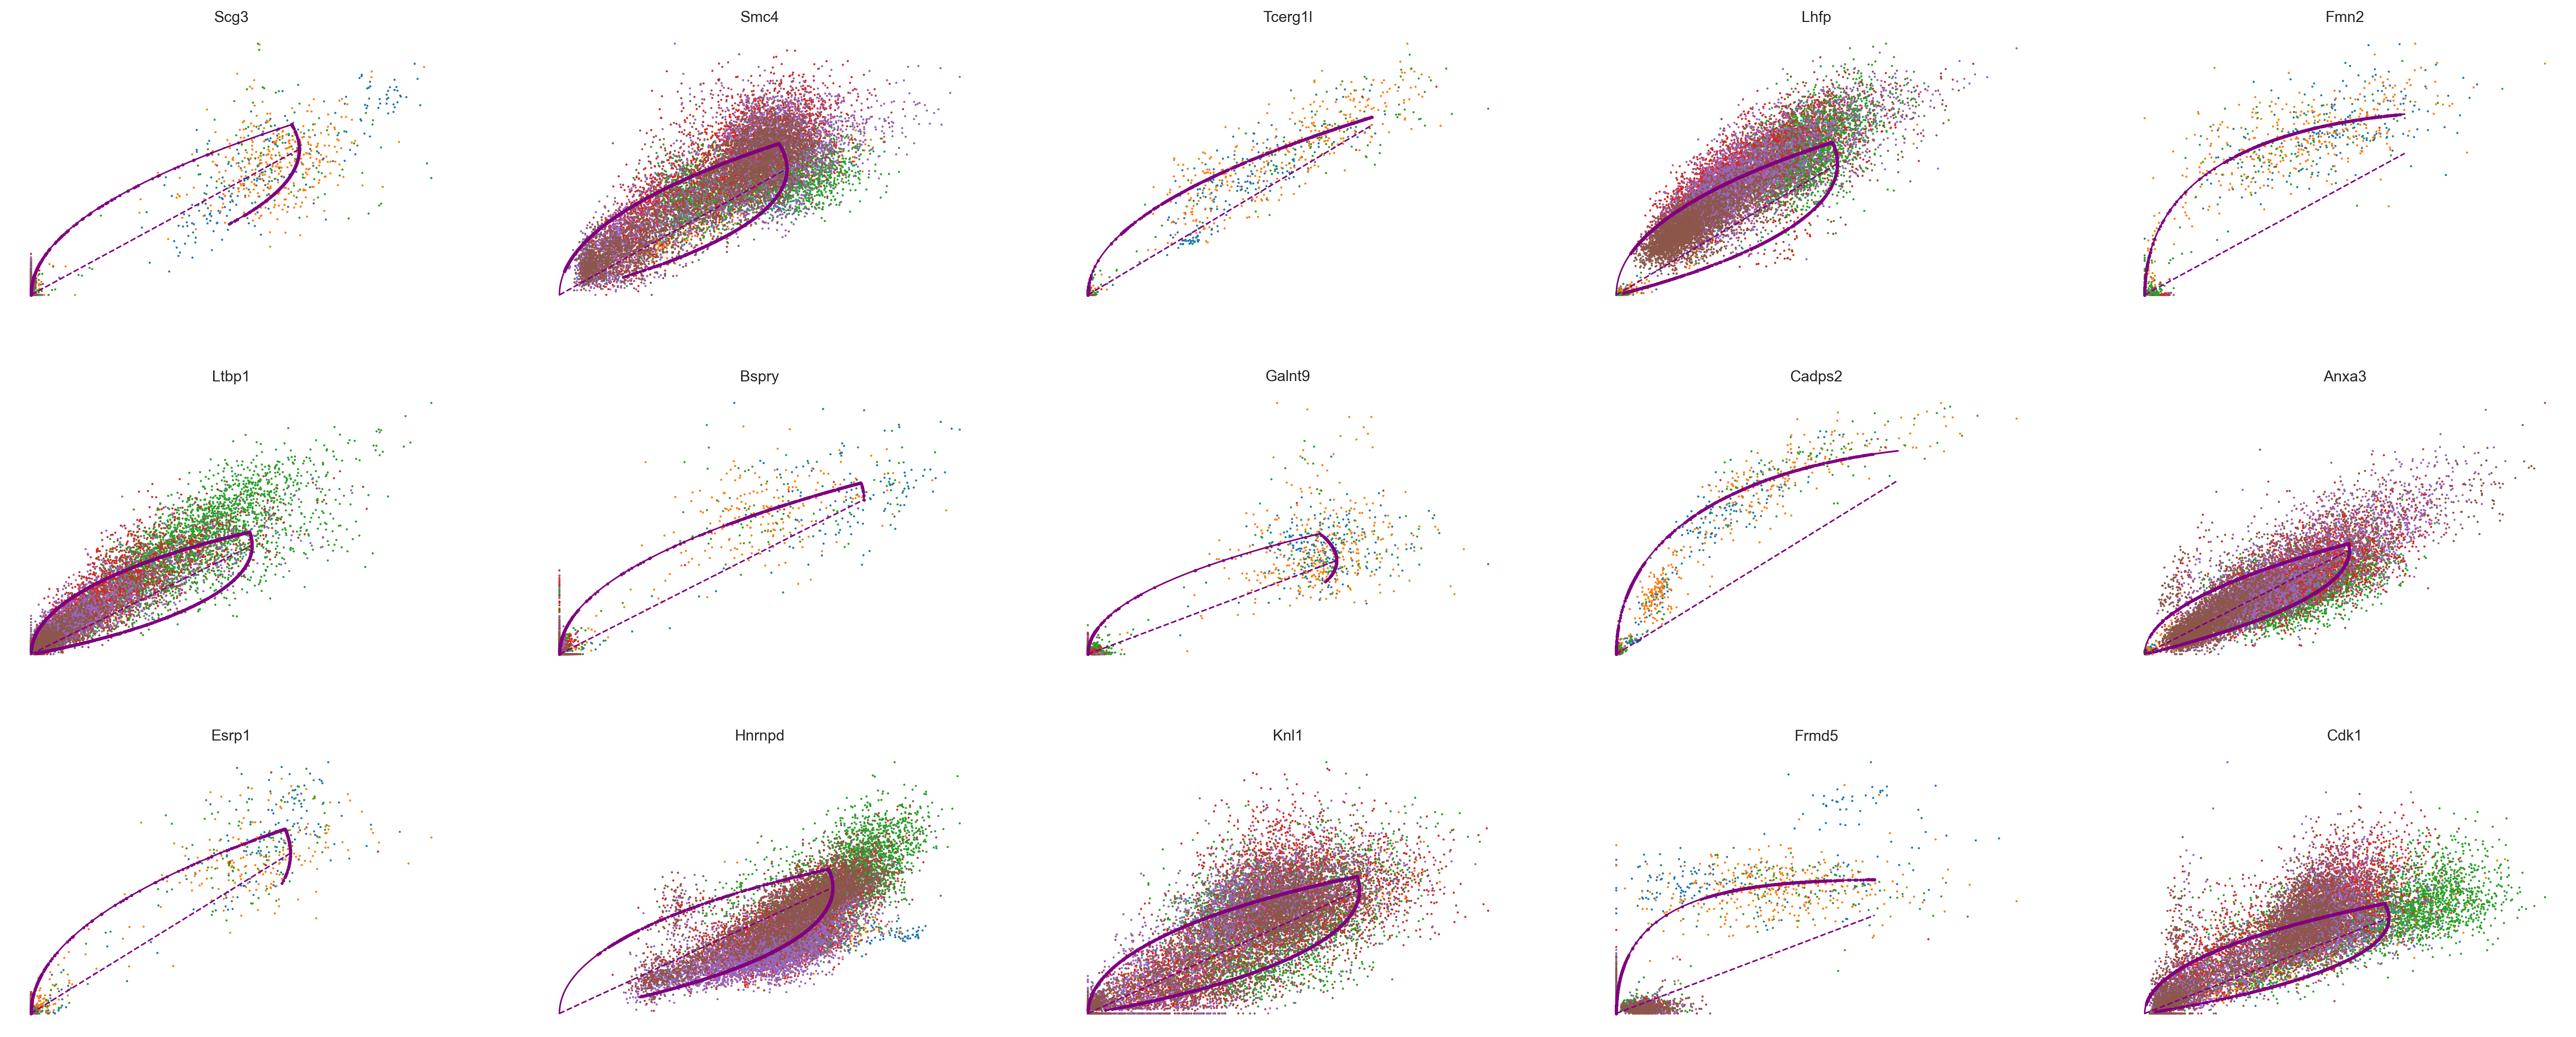 Scg3
Smc4
Tcerg1l
Lhfp
Fmn2
Ltbp1
Bspry
Galnt9
Cadps2
Anxa3
Esrp1
Hnrnpd
Knl1
Frmd5
Cdk1